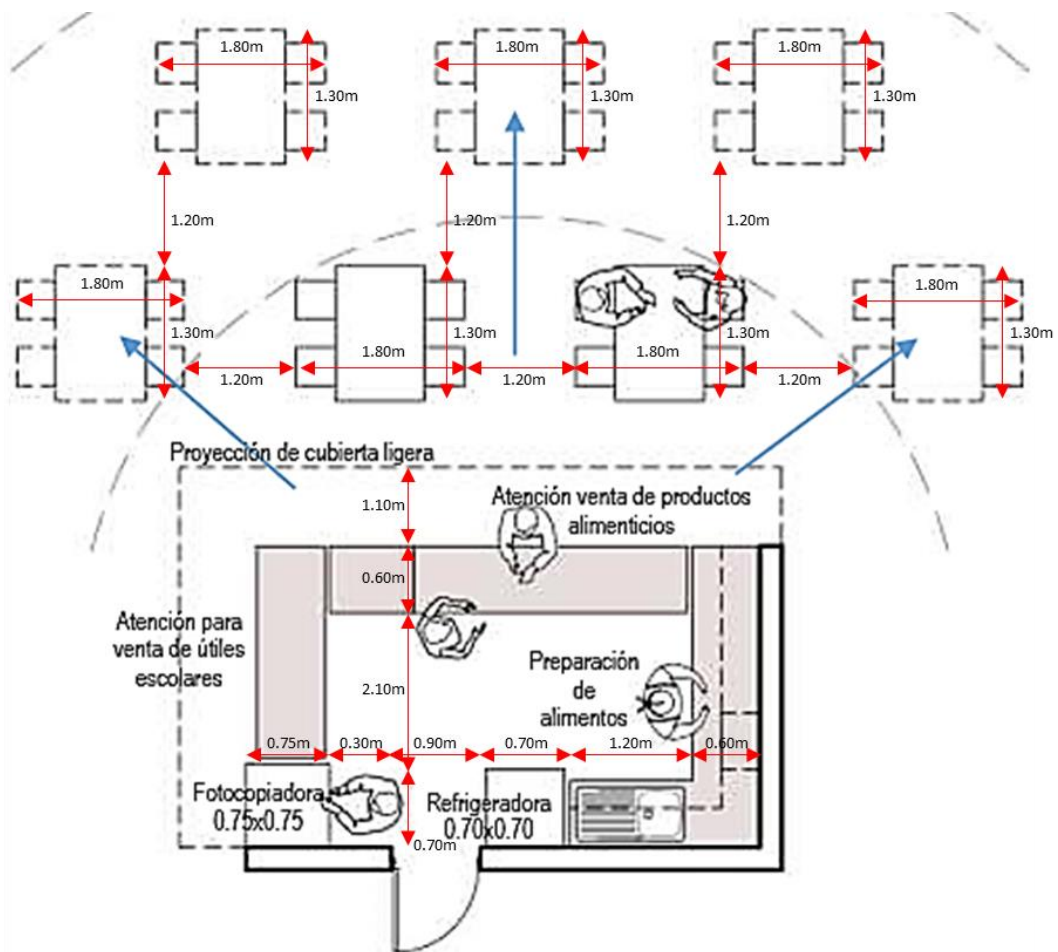 1.80m
1.80m
1.80m
1.30m
1.30m
1.30m
1.20m
1.20m
1.20m
1.80m
1.80m
1.30m
1.30m
1.30m
1.30m
1.80m
1.80m
1.20m
1.20m
1.20m
Proyección de cubierta ligera
1.10m
Atención venta de productos
alimenticios
0.60m
Atención para
venta de útiles
escolares
Preparación
de
alimentos
2.10m
0.75m
0.30m
0.90m
0.70m
1.20m
0.60m
Fotocopiadora
0.75x0.75
Refrigeradora
0.70x0.70
0.70m